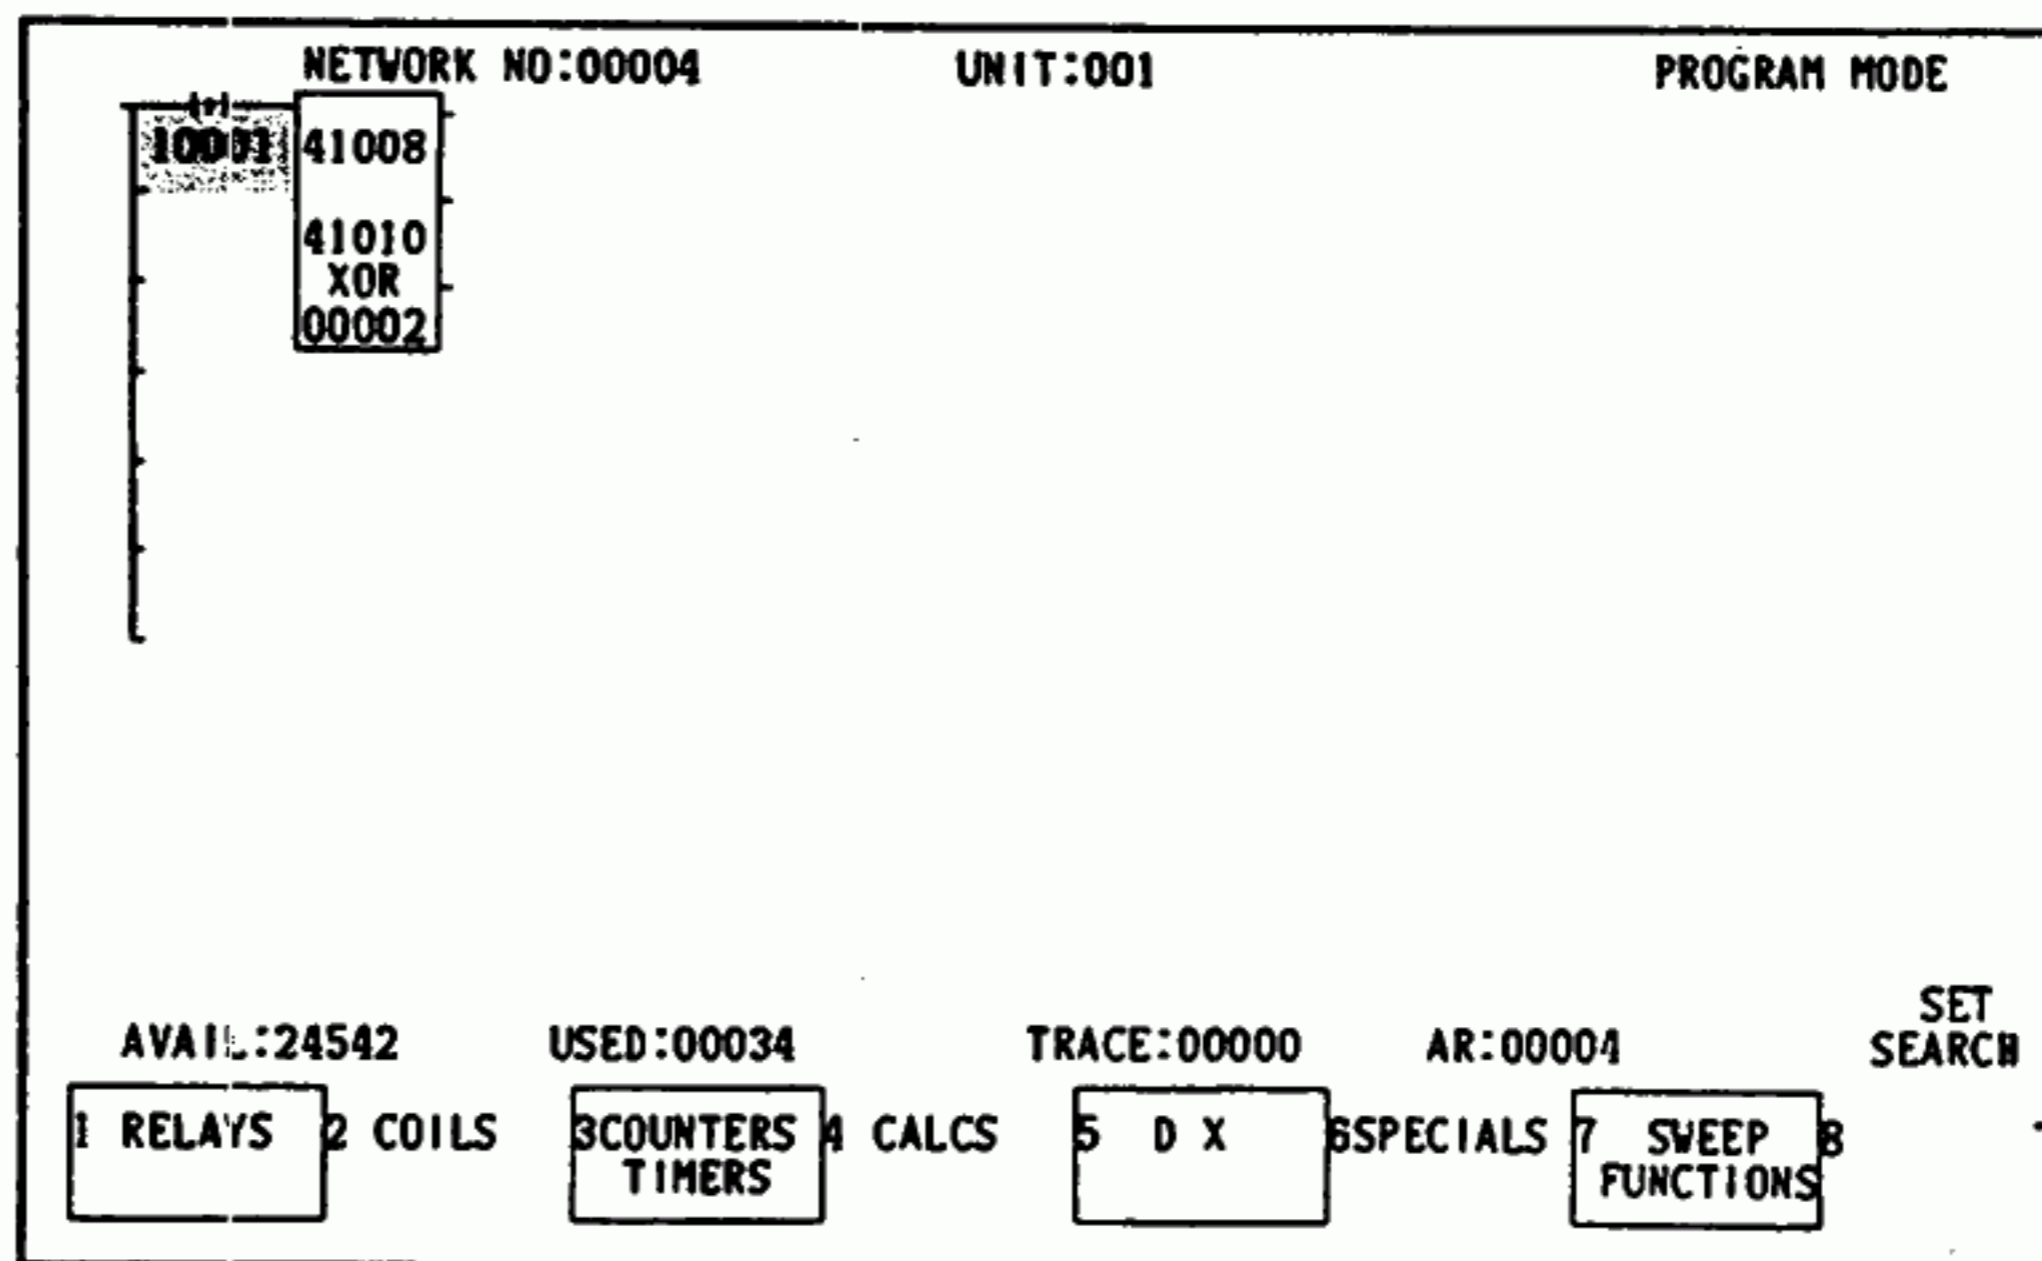 NETWORK NO:00004 UNIT:001 PROGRAM MODE
10001 41008
41010
XOR
00002
SET
AVAIL:24542 USED:00034 TRACE:00000 AR:00004 SEARCH
1 RELAYS 2 COILS 3COUNTERS 4 CALCS 5 D X 6SPECIALS 7 SWEEP 8
TIMERS FUNCTIONS